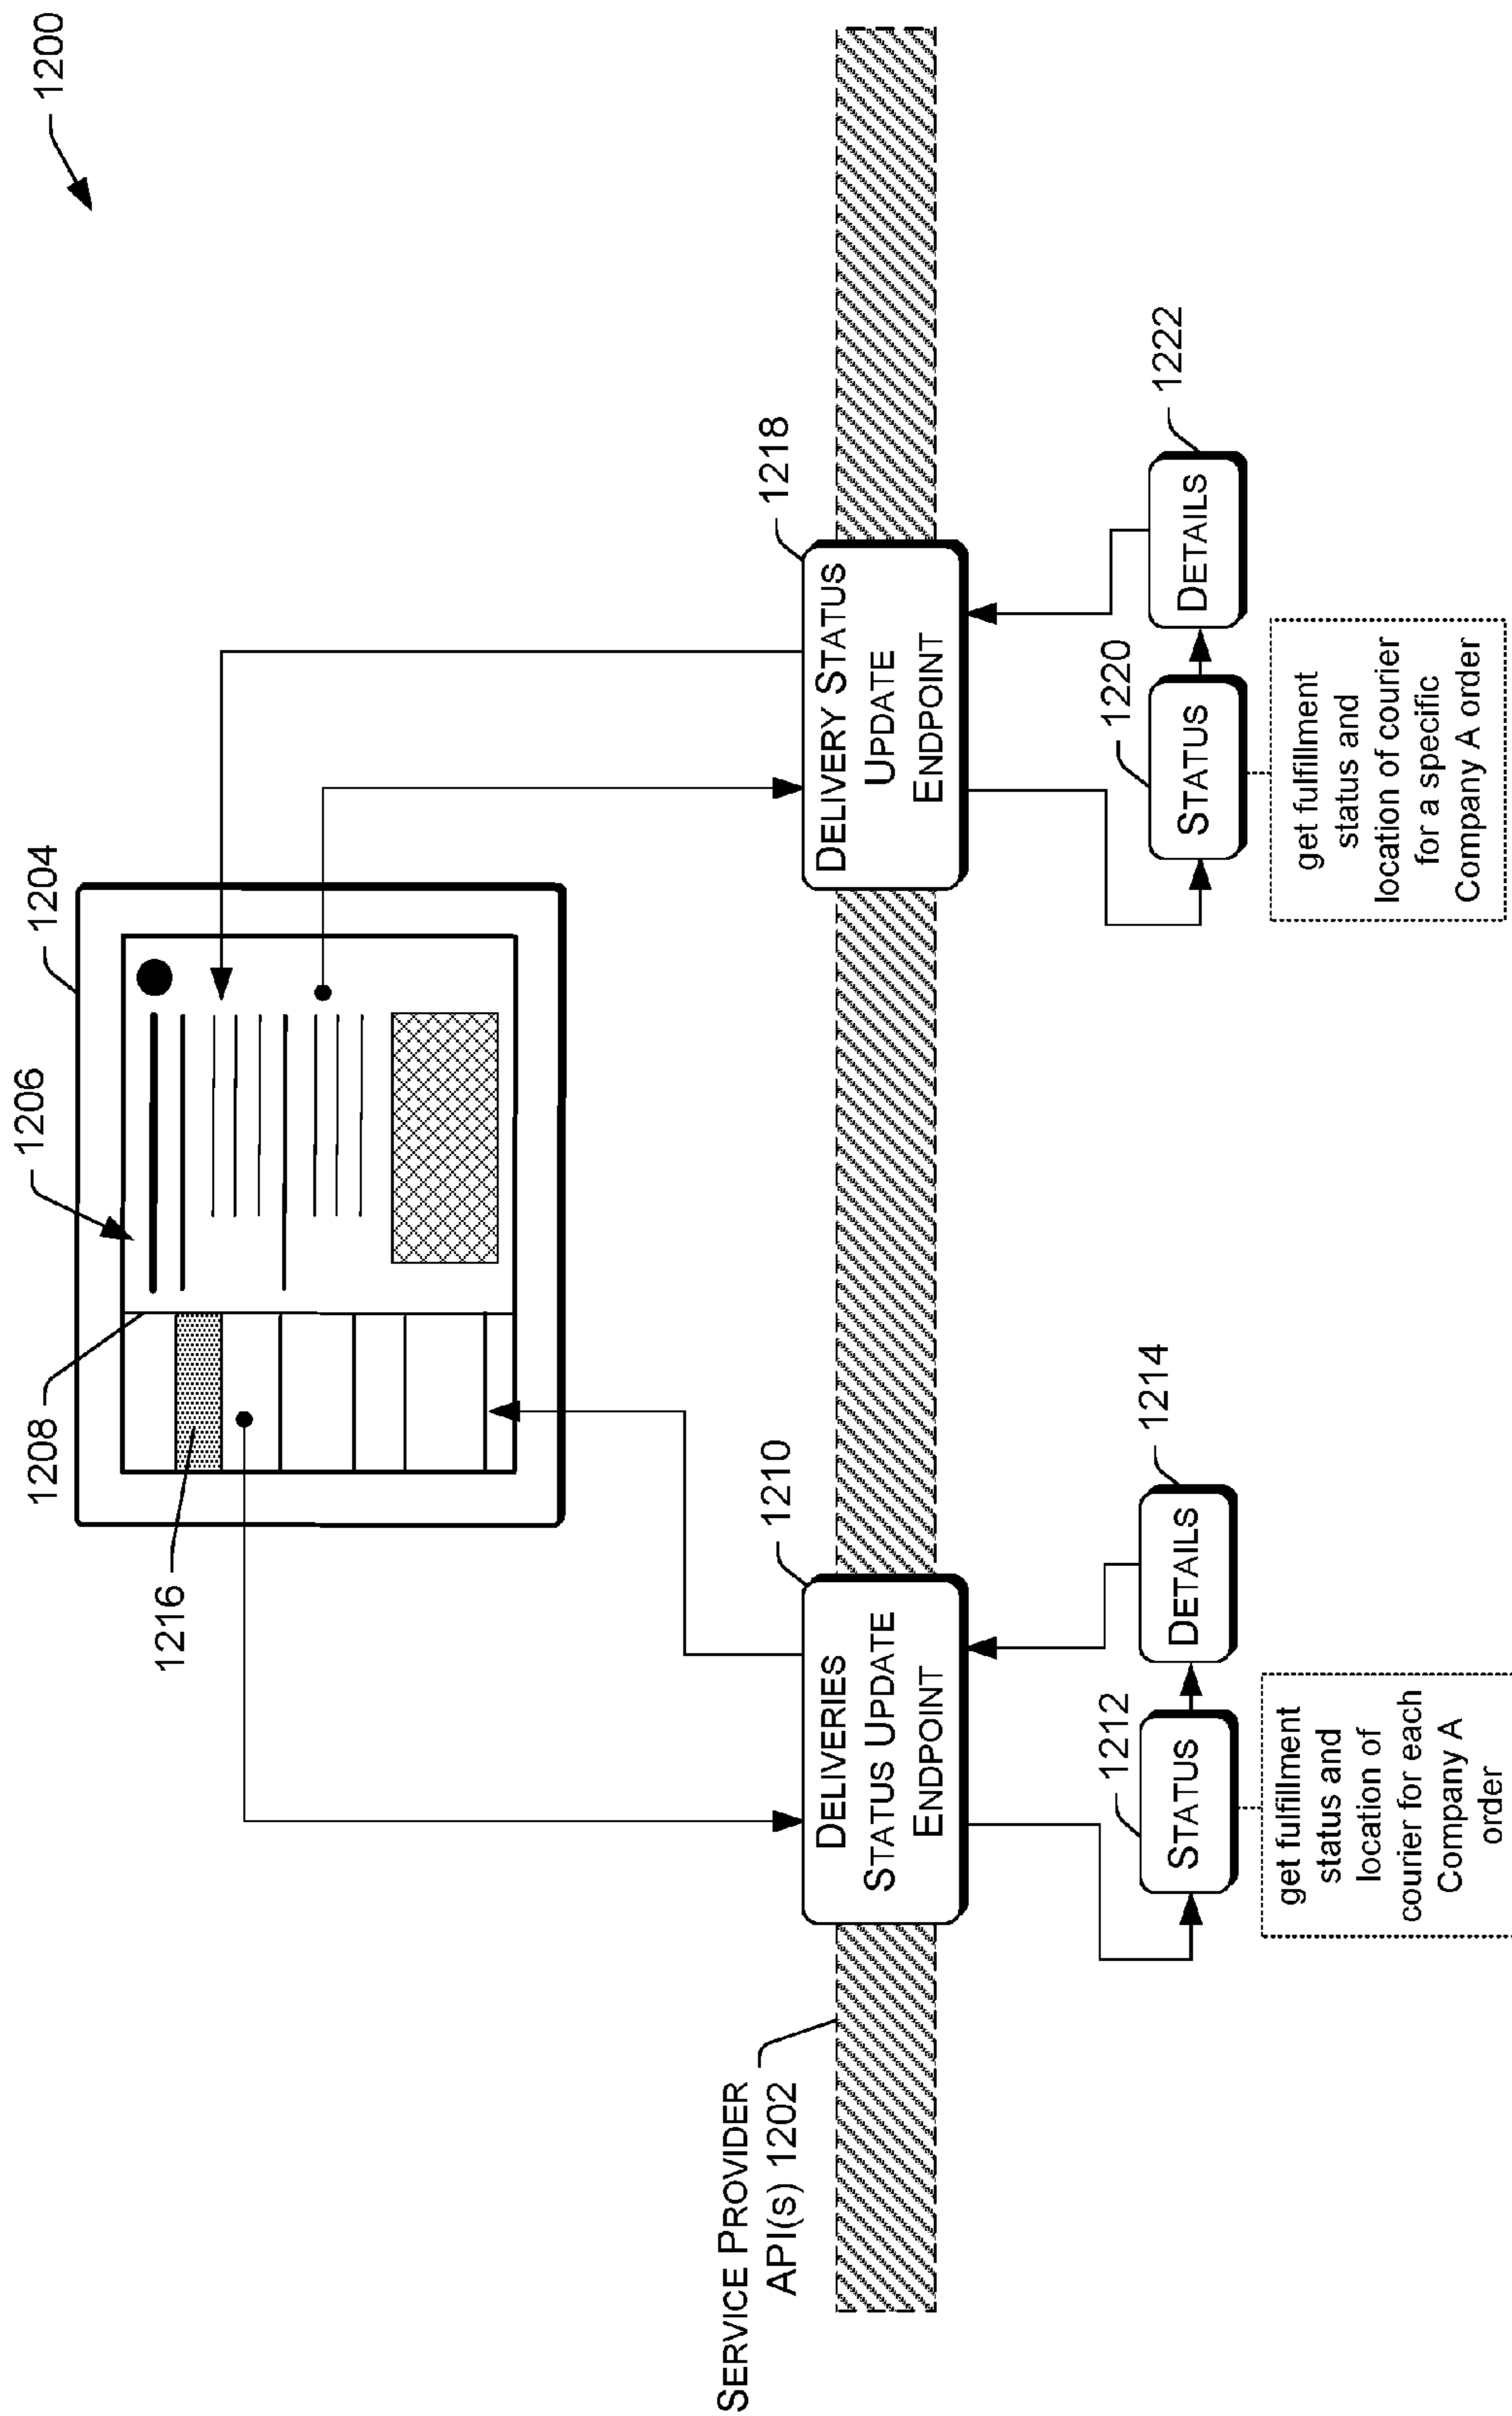 1200
1204
1206
1208
1216
1210
1218
SERVICE PROVIDER
API(s) 1202
DELIVERIES
STATUS UPDATE
ENDPOINT
DELIVERY STATUS
UPDATE
ENDPOINT
1212
STATUS
1214
DETAILS
get fulfillment
status and
location of
courier for each
Company A
order
1220
STATUS
1222
DETAILS
get fulfillment
status and
location of courier
for a specific
Company A order